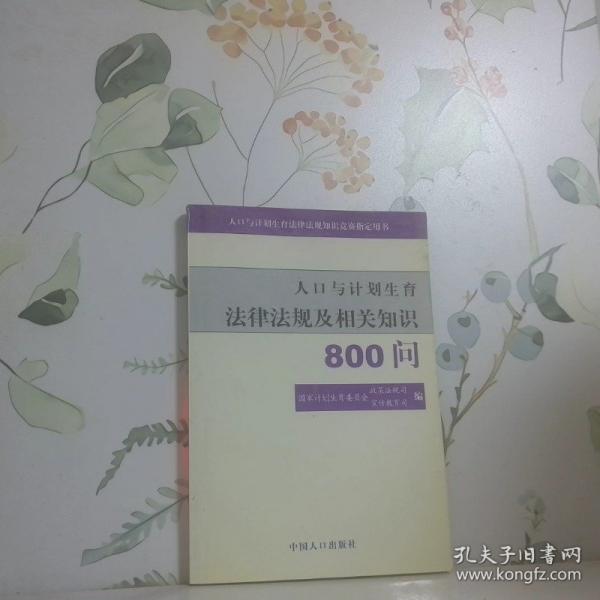 人口与计划生育法律法规知识竞赛指定用书
人口与计划生育
法律法规及相关知识
800问
国家计划生育委员会 政策法规司 宣传教育司 编
中国人口出版社
孔夫子旧书网
www.kongfz.com